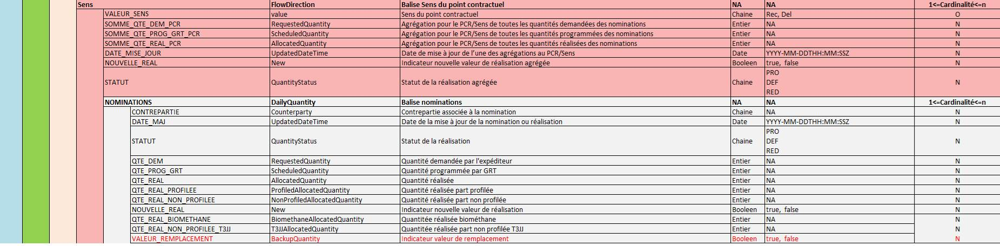 Sens FlowDirection Balise Sens du point contractuel NA NA 1<=Cardinalité<=n
VALEUR_SENS value Sens du point contractuel Chaine Rec, Del O
SOMME_QTE_DEM_PCR RequestedQuantity Agrégation pour le PCR/Sens de toutes les quantités demandées des nominations Entier NA N
SOMME_QTE_PROG_GRT_PCR ScheduledQuantity Agrégation pour le PCR/Sens de toutes les quantités programmées des nominations Entier NA N
SOMME_QTE_REAL_PCR AllocatedQuantity Agrégation pour le PCR/Sens de toutes les quantités réalisées des nominations Entier NA N
DATE_MISE_JOUR UpdatedDateTime Date de mise à jour de l’une des agrégations au PCR/Sens Date YYYY-MM-DDTHH:MM:SSZ N
NOUVELLE_REAL New Indicateur nouvelle valeur de réalisation agrégée Booleen true, false N
PRO
STATUT QuantityStatus Statut de la réalisation agrégée Chaine DEF N
RED
NOMINATIONS DailyQuantity Balise nominations NA NA 1<=Cardinalité<=n
CONTREPARTIE Counterparty Contrepartie associée à la nomination Chaine NA N
DATE_MAJ UpdatedDateTime Date de la mise à jour de la nomination ou réalisation Date YYYY-MM-DDTHH:MM:SSZ N
PRO
STATUT QuantityStatus Statut de la réalisation Chaine DEF N
RED
QTE_DEM RequestedQuantity Quantité demandée par l'expéditeur Entier NA N
QTE_PROG_GRT ScheduledQuantity Quantité programmée par GRT Entier NA N
QTE_REAL AllocatedQuantity Quantité réalisée Entier NA N
QTE_REAL_PROFILEE ProfiledAllocatedQuantity Quantité réalisée part profilée Entier NA N
QTE_REAL_NON_PROFILEE NonProfiledAllocatedQuantity Quantité réalisée part non profilée Entier NA N
NOUVELLE_REAL New Indicateur nouvelle valeur de réalisation Booleen true, false N
QTE_REAL_BIOMETHANE BiomethaneAllocatedQuantity Quantitée réalisée biométhane Entier NA N
QTE_REAL_NON_PROFILEE_T3JJ T3JJAllocatedQuantity Quantitée réalisée part non profilée T3JJ Entier NA N
VALEUR_REMPLACEMENT BackupQuantity Indicateur valeur de remplacement Booleen true, false N